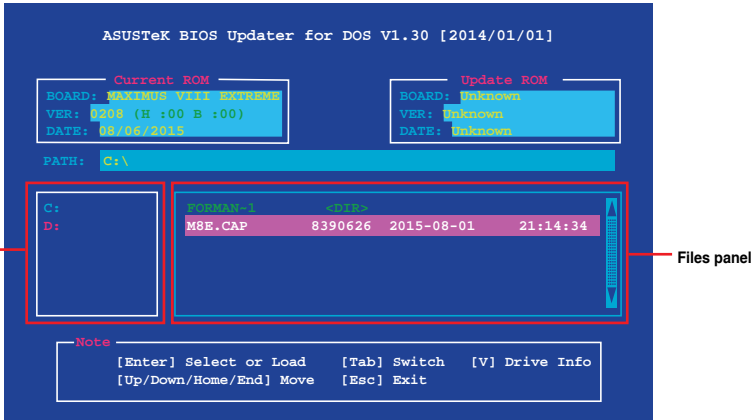 ASUSTeK BIOS Updater for DOS V1.30 [2014/01/01]
Current ROM
BOARD: MAXIMUS VIII EXTREME
VER: 0208 (H :00 B :00)
DATE: 08/06/2015
Update ROM
BOARD: Unknown
VER: Unknown
DATE: Unknown
PATH: C:\
C:
D:
FORMAN~1 <DIR>
M8E.CAP 8390626 2015-08-01 21:14:34
Files panel
Note
[Enter] Select or Load [Tab] Switch [V] Drive Info
[Up/Down/Home/End] Move [Esc] Exit